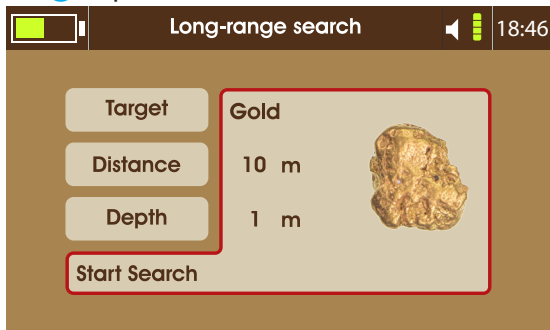 Long-range search
18:46
Target
Gold
Distance
10 m
Depth
1 m
Start Search